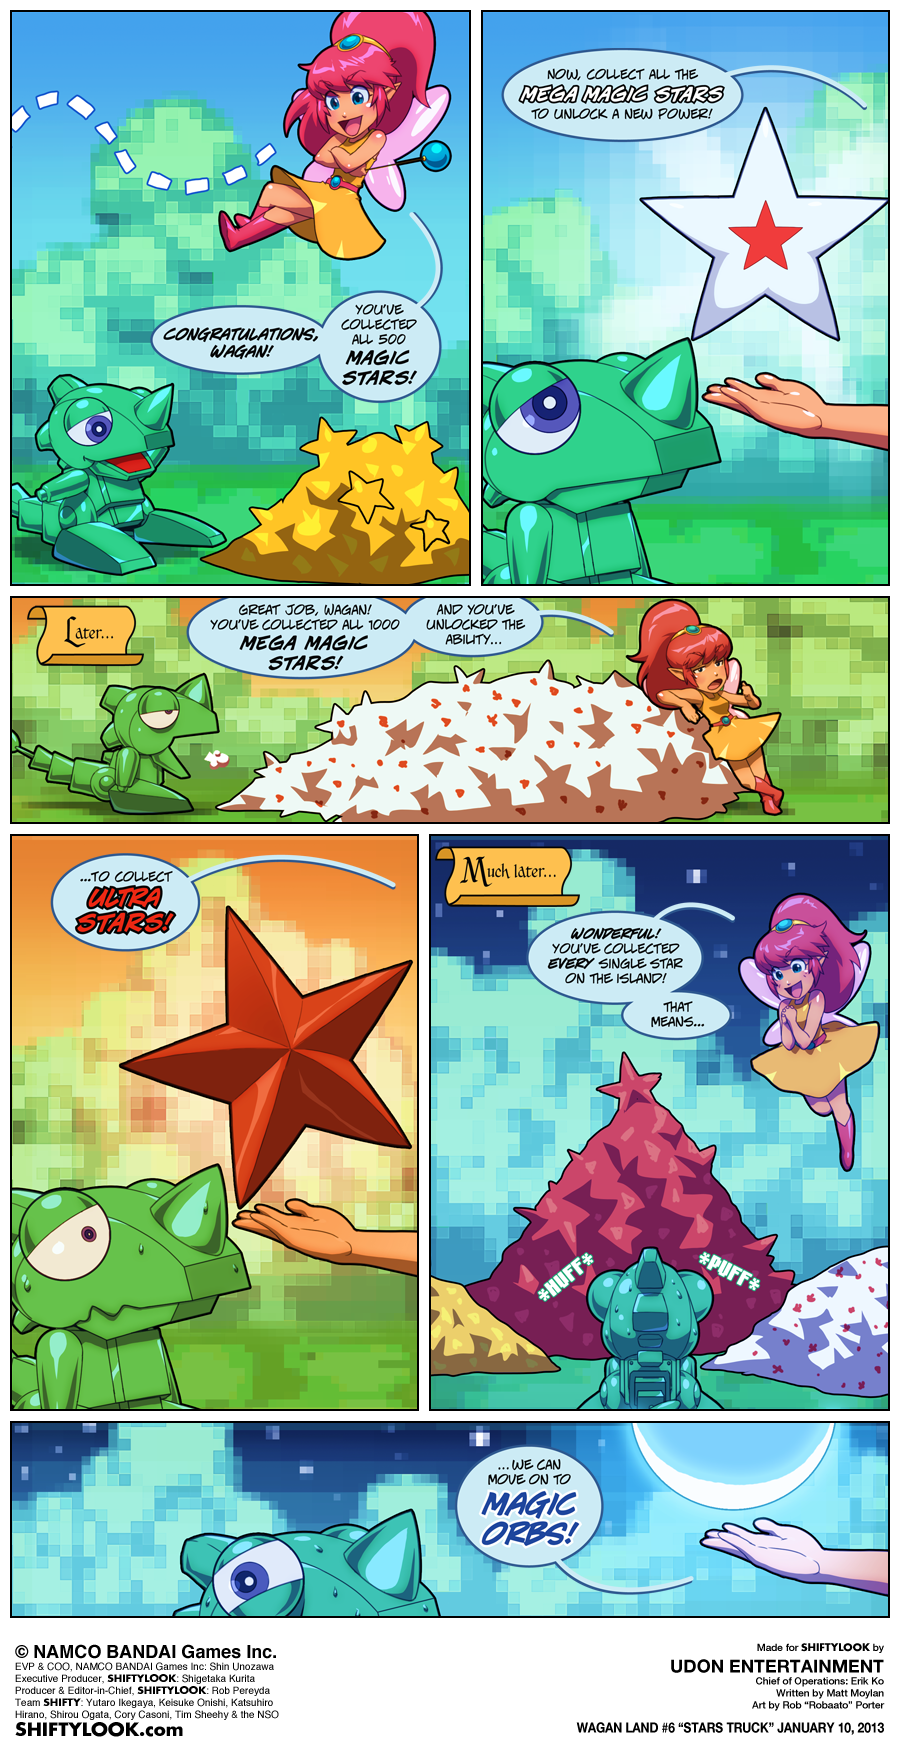 CONGRATULATIONS,
WAGAN!
YOU'VE
COLLECTED
ALL 500
MAGIC
STARS!
NOW, COLLECT ALL THE
MEGA MAGIC STARS
TO UNLOCK A NEW POWER!
Later...
GREAT JOB, WAGAN!
YOU'VE COLLECTED ALL 1000
MEGA MAGIC
STARS!
AND YOU'VE
UNLOCKED THE
ABILITY...
...TO COLLECT
ULTRA
STARS!
Much later...
WONDERFUL!
YOU'VE COLLECTED
EVERY SINGLE STAR
ON THE ISLAND!
THAT
MEANS...
*HUFF*
*PUFF*
...WE CAN
MOVE ON TO
MAGIC
ORBS!
© NAMCO BANDAI Games Inc.
EVP & COO, NAMCO BANDAI Games Inc: Shin Unozawa
Executive Producer, SHIFTYLOOK: Shigetaka Kurita
Producer & Editor-in-Chief, SHIFTYLOOK: Rob Pereyda
Team SHIFTY: Yutaro Ikegaya, Keisuke Onishi, Katsuhiro
Hirano, Shirou Ogata, Cory Casoni, Tim Sheehy & the NSO
SHIFTYLOOK.com
Made for SHIFTYLOOK by
UDON ENTERTAINMENT
Chief of Operations: Erik Ko
Written by Matt Moylan
Art by Rob "Robaato" Porter
WAGAN LAND #6 "STARS TRUCK" JANUARY 10, 2013